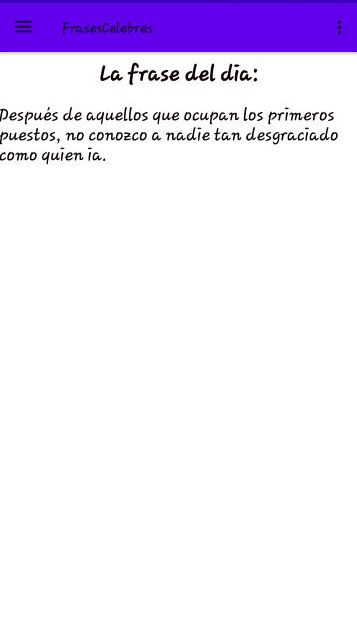 FrasesCelebres
La frase del día:
Después de aquellos que ocupan los primeros
puestos, no conozco a nadie tan desgraciado
como quien ia.